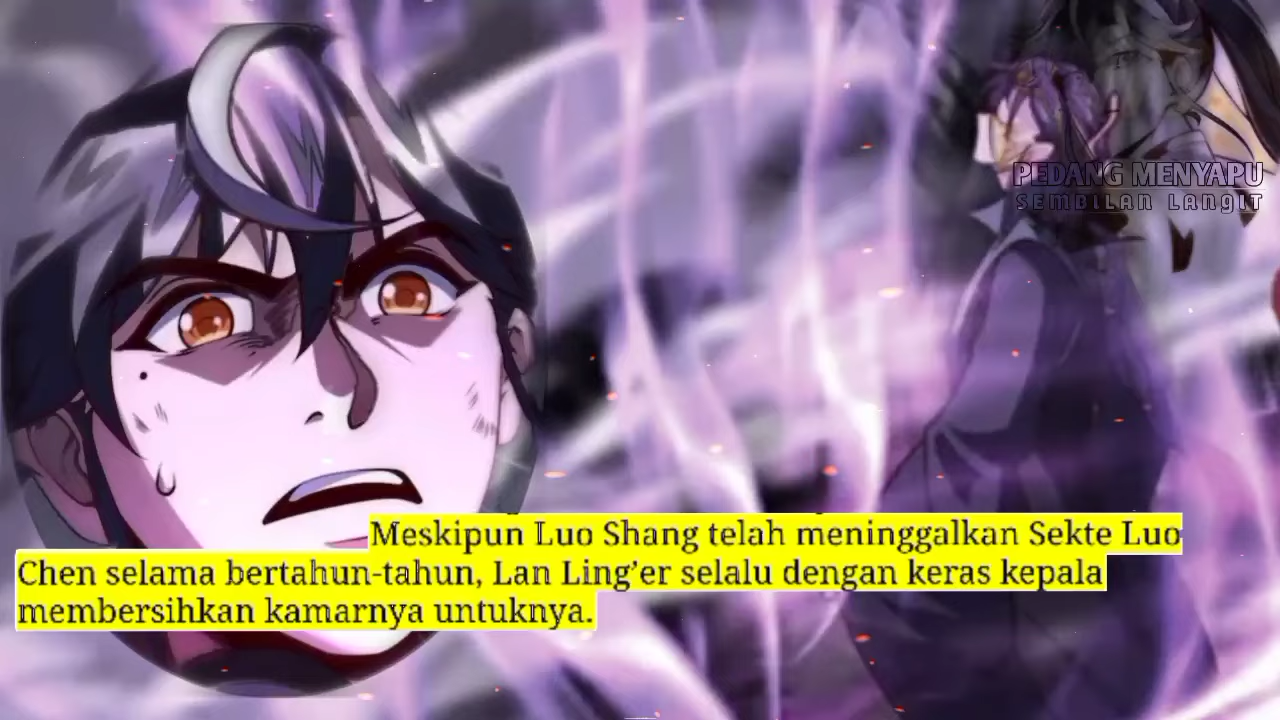 PEDANG MENYAPU
SEMBILAN LANGIT
Meskipun Luo Shang telah meninggalkan Sekte Luo
Chen selama bertahun-tahun, Lan Ling’er selalu dengan keras kepala
membersihkan kamarnya untuknya.